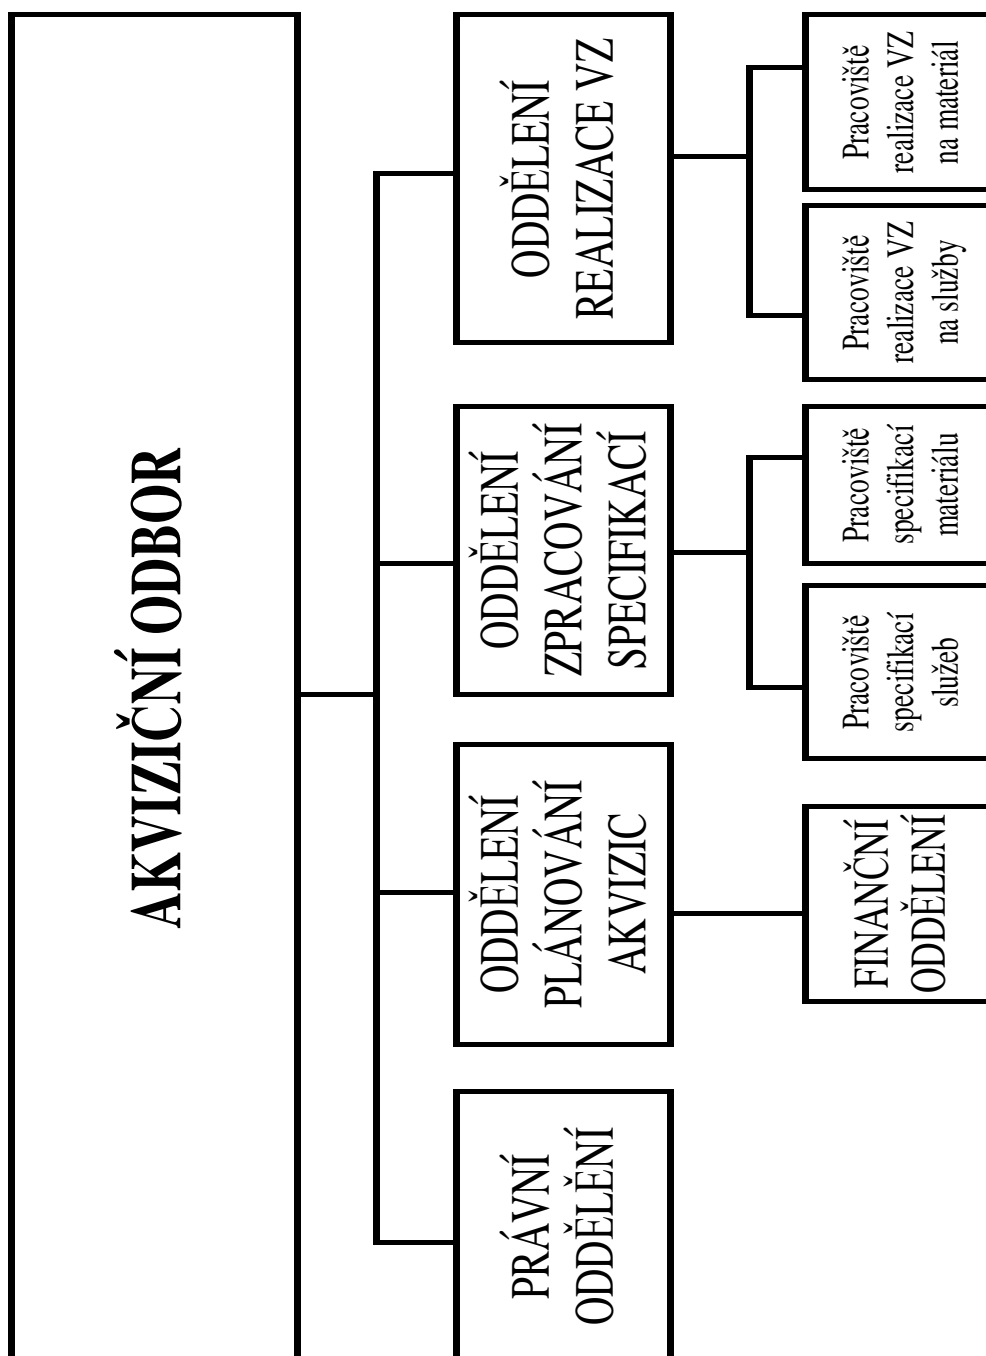 AKVIZIČNÍ ODBOR
PRÁVNÍ
ODDĚLĚNÍ
ODDĚLENÍ
PLÁNOVÁNÍ
AKVIZIC
ODDĚLENÍ
ZPRACOVÁNÍ
SPECIFIKACÍ
ODDĚLENÍ
REALIZACE VZ
FINANČNÍ
ODDĚLENÍ
Pracoviště
specifikací
služeb
Pracoviště
specifikací
materiálu
Pracoviště
realizace VZ
na služby
Pracoviště
realizace VZ
na materiál